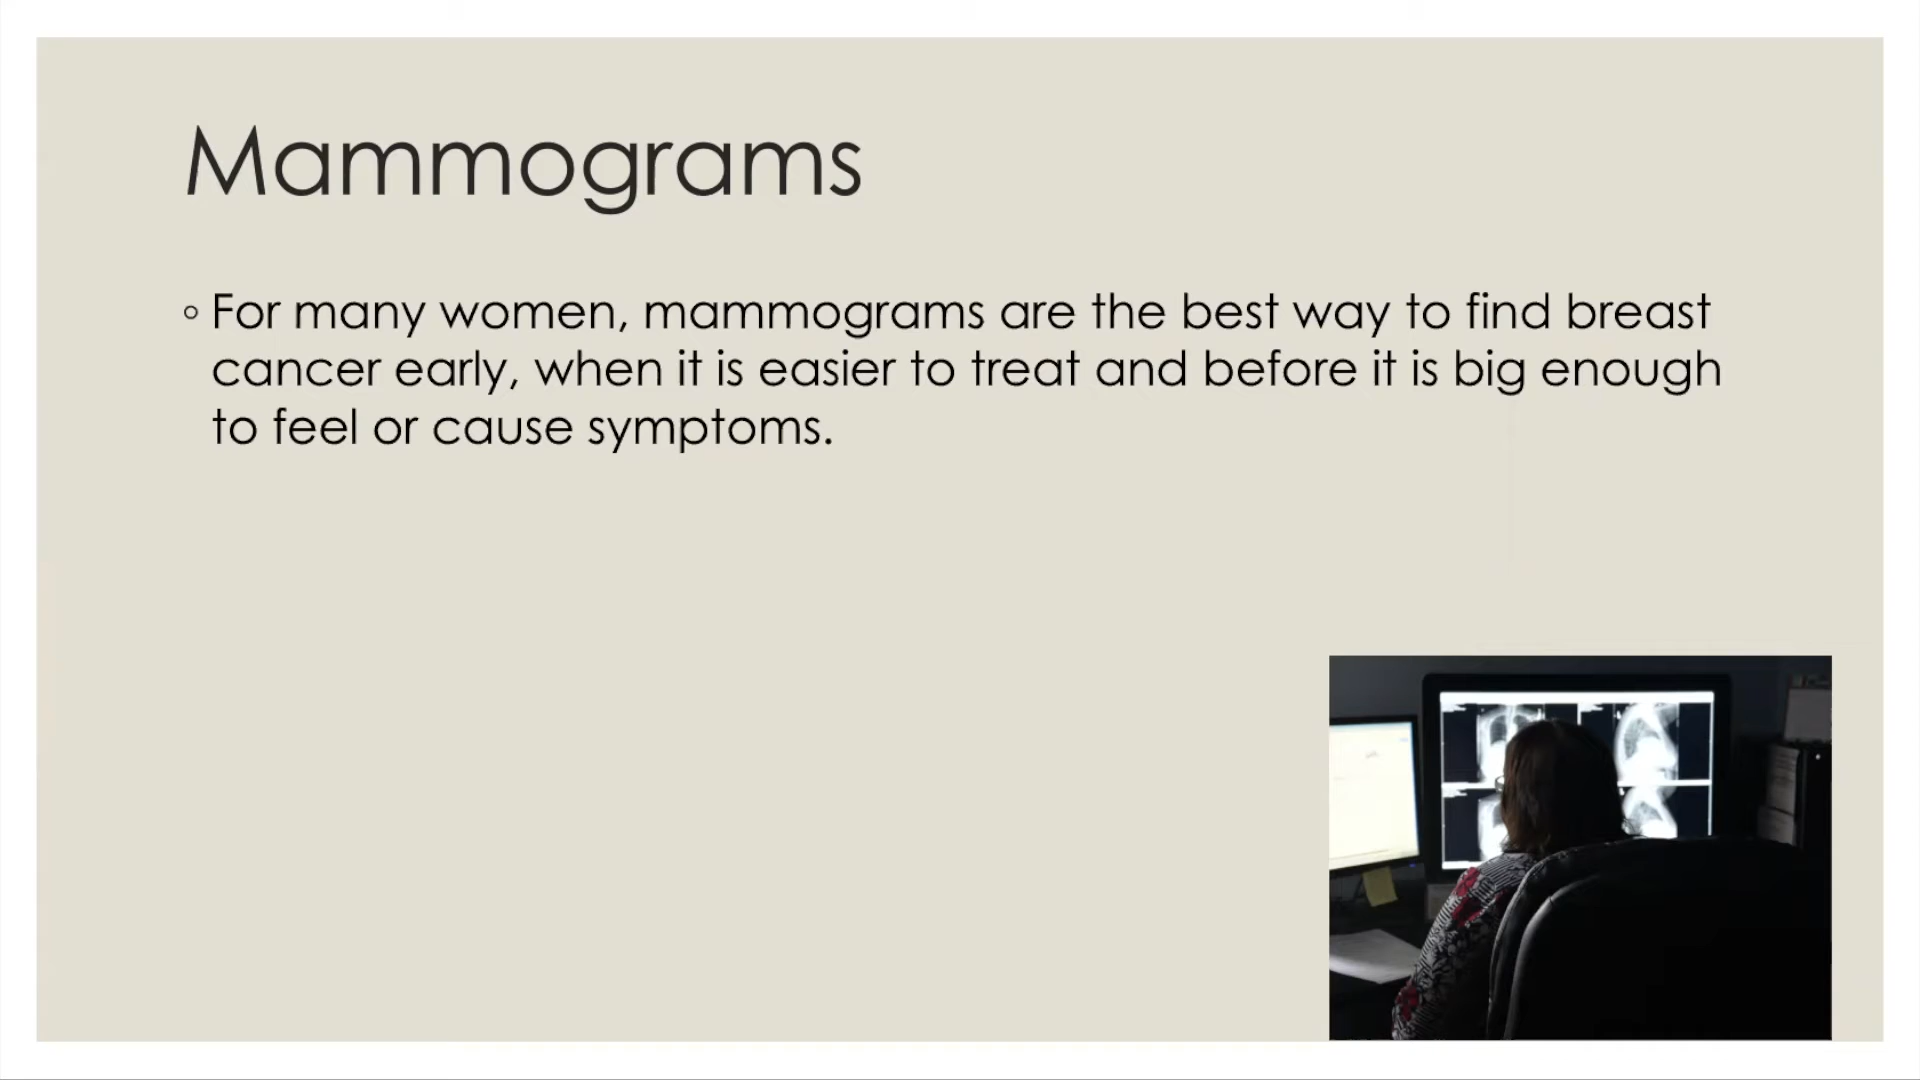 Mammograms
◦ For many women, mammograms are the best way to find breast
cancer early, when it is easier to treat and before it is big enough
to feel or cause symptoms.